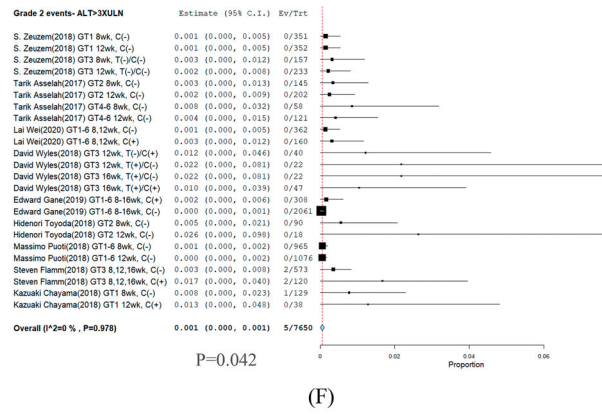 Grade 2 events- ALT>3XULN Estimate (95% C.I.) Ev/Trt
S. Zeuzem(2018) GT1 8wk, C(-) 0.001 (0.000, 0.005) 0/351
S. Zeuzem(2018) GT1 12wk, C(-) 0.001 (0.000, 0.005) 0/352
S. Zeuzem(2018) GT3 8wk, T(-)/C(-) 0.003 (0.000, 0.012) 0/157
S. Zeuzem(2018) GT3 12wk, T(-)/C(-) 0.002 (0.000, 0.008) 0/233
Tarik Asselah(2017) GT2 8wk, C(-) 0.003 (0.000, 0.013) 0/145
Tarik Asselah(2017) GT2 12wk, C(-) 0.002 (0.000, 0.009) 0/202
Tarik Asselah(2017) GT4-6 8wk, C(-) 0.008 (0.000, 0.032) 0/58
Tarik Asselah(2017) GT4-6 12wk, C(-) 0.004 (0.000, 0.015) 0/121
Lai Wei(2020) GT1-6 8,12wk, C(-) 0.001 (0.000, 0.005) 0/362
Lai Wei(2020) GT1-6 8,12wk, C(+) 0.003 (0.000, 0.012) 0/160
David Wyles(2018) GT3 12wk, T(-)/C(+) 0.012 (0.000, 0.046) 0/40
David Wyles(2018) GT3 12wk, T(+)/C(-) 0.022 (0.000, 0.081) 0/22
David Wyles(2018) GT3 16wk, T(+)/C(-) 0.022 (0.000, 0.081) 0/22
David Wyles(2018) GT3 16wk, T(+)/C(+) 0.010 (0.000, 0.039) 0/47
Edward Gane(2019) GT1-6 8-16wk, C(+) 0.002 (0.000, 0.006) 0/308
Edward Gane(2019) GT1-6 8-16wk, C(-) 0.000 (0.000, 0.001) 0/2061
Hidenori Toyoda(2018) GT2 8wk, C(-) 0.005 (0.000, 0.021) 0/90
Hidenori Toyoda(2018) GT2 12wk, C(-) 0.026 (0.000, 0.098) 0/18
Massimo Puoti(2018) GT1-6 8wk, C(-) 0.001 (0.000, 0.002) 0/965
Massimo Puoti(2018) GT1-6 12wk, C(-) 0.000 (0.000, 0.002) 0/1076
Steven Flamm(2018) GT3 8,12,16wk, C(-) 0.003 (0.000, 0.008) 2/573
Steven Flamm(2018) GT3 8,12,16wk, C(+) 0.017 (0.000, 0.040) 2/120
Kazuaki Chayama(2018) GT1 8wk, C(-) 0.008 (0.000, 0.023) 1/129
Kazuaki Chayama(2018) GT1 12wk, C(+) 0.013 (0.000, 0.048) 0/38
Overall (I^2=0 % , P=0.978) 0.001 (0.000, 0.001) 5/7650
0 0.02 0.04 0.06
Proportion
P=0.042
(F)